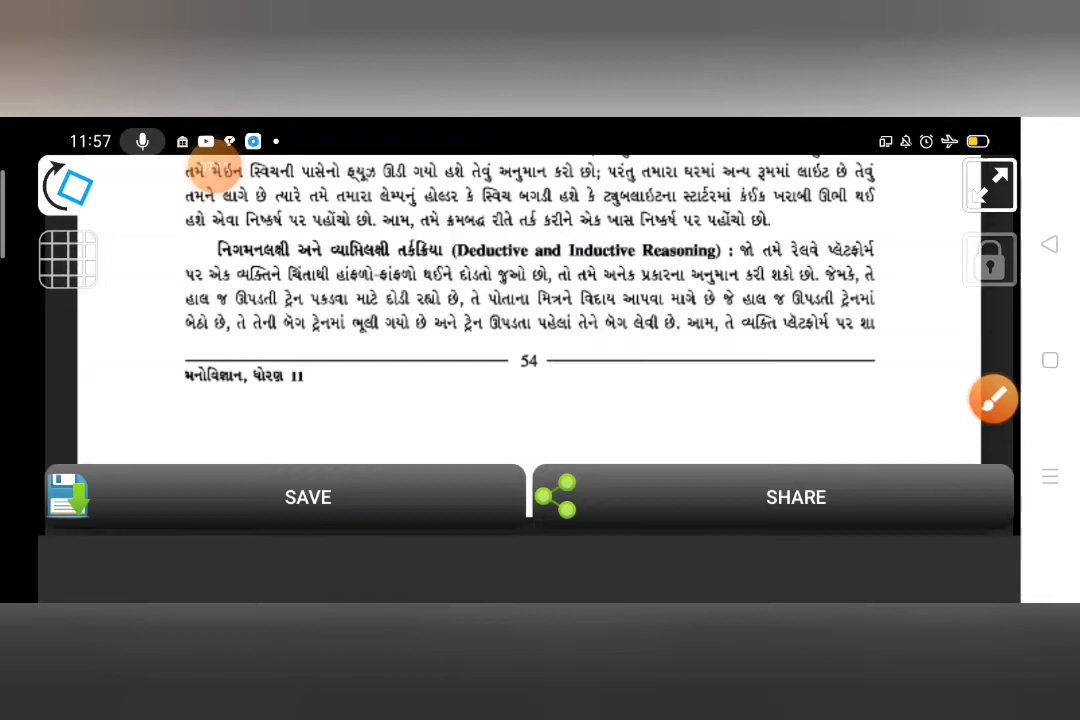 11:57
તમે મેઇન સ્વિચની પાસેનો ફ્યૂઝ ઊડી ગયો હશે તેવું અનુમાન કરો છો; પરંતુ તમારા ઘરમાં અન્ય રૂમમાં લાઇટ છે તેવું
તમને લાગે છે ત્યારે તમે તમારા લેમ્પનું હોલ્ડર કે સ્વિચ બગડી હશે કે ટ્યુબલાઇટના સ્ટાર્ટરમાં કંઈક ખરાબી ઊભી થઈ
હશે એવા નિષ્કર્ષ પર પહોંચો છો. આમ, તમે ક્રમબદ્ધ રીતે તર્ક કરીને એક ખાસ નિષ્કર્ષ પર પહોંચો છો.
નિગમનલક્ષી અને વ્યાપ્તિલક્ષી તર્કક્રિયા (Deductive and Inductive Reasoning) : જો તમે રેલવે પ્લૅટફોર્મ
પર એક વ્યક્તિને ચિંતાથી હાંફળો-ફાંફળો થઈને દોડતો જુઓ છો, તો તમે અનેક પ્રકારના અનુમાન કરી શકો છો. જેમકે, તે
હાલ જ ઊપડતી ટ્રેન પકડવા માટે દોડી રહ્યો છે, તે પોતાના મિત્રને વિદાય આપવા માગે છે જે હાલ જ ઊપડતી ટ્રેનમાં
બેઠો છે, તે તેની બૅગ ટ્રેનમાં ભૂલી ગયો છે અને ટ્રેન ઊપડતા પહેલાં તેને બૅગ લેવી છે. આમ, તે વ્યક્તિ પ્લૅટફોર્મ પર શા
54
મનોવિજ્ઞાન, ધોરણ 11
SAVE
SHARE